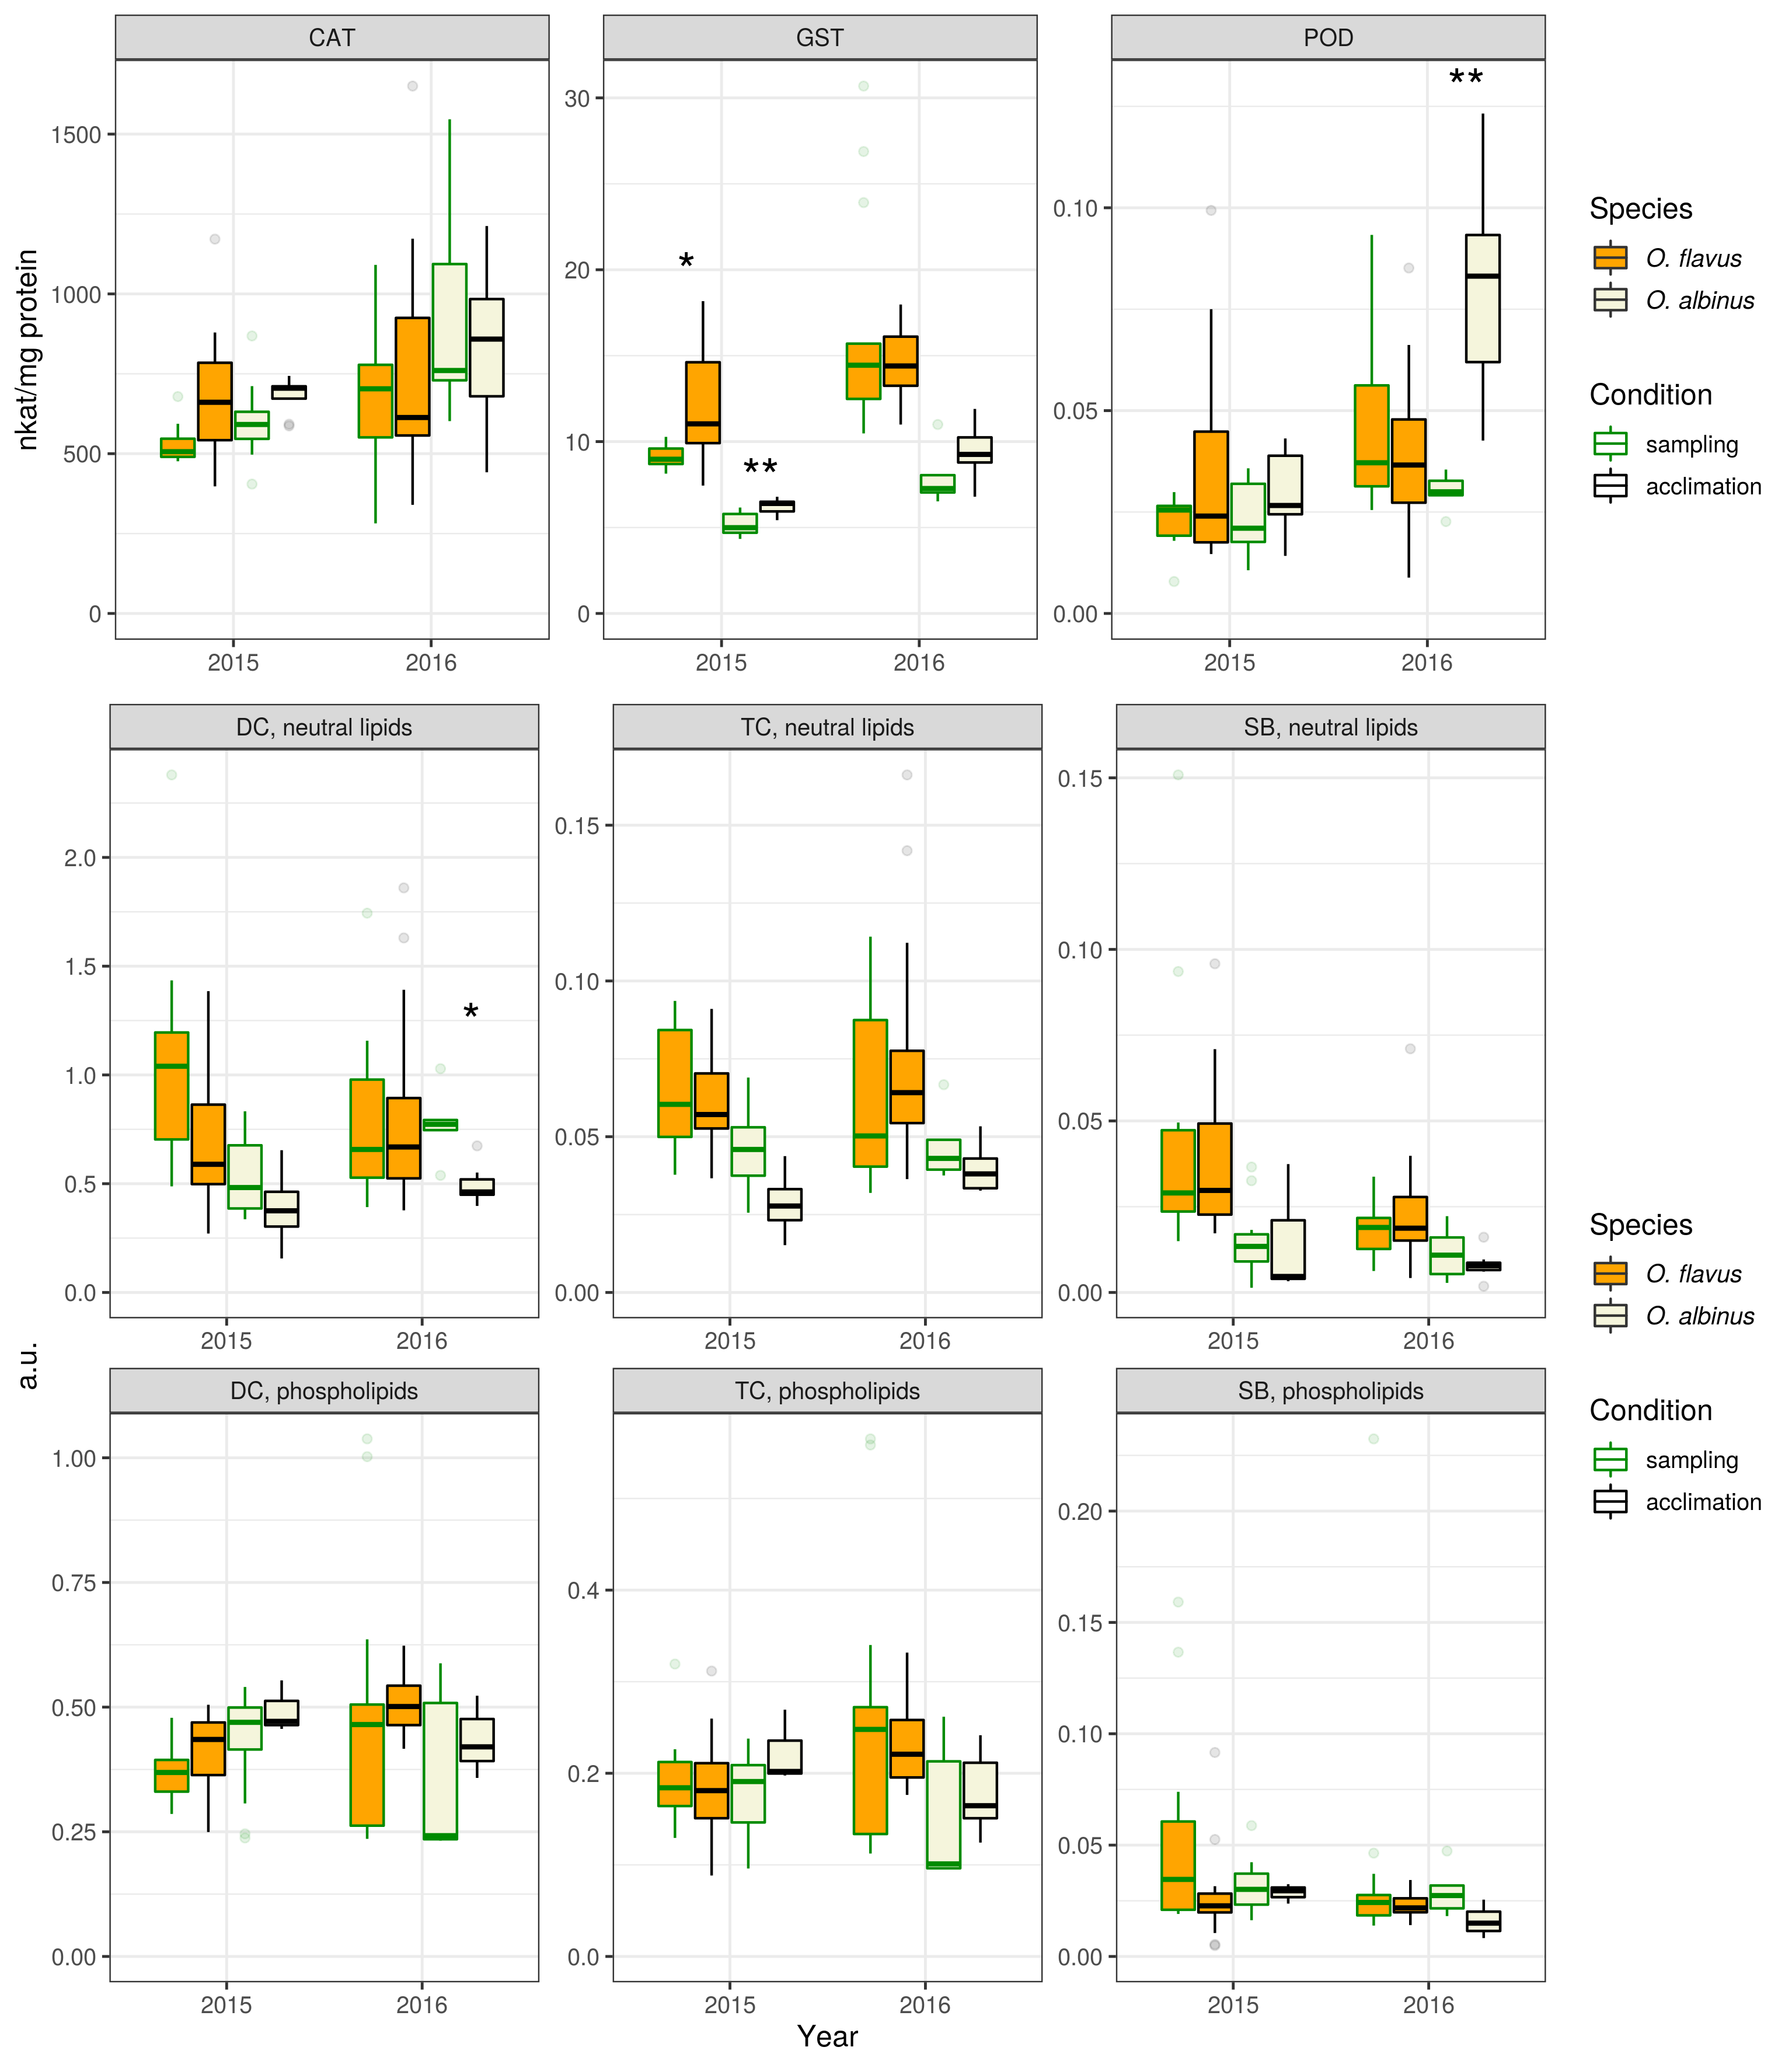 CAT GST POD
nkat/mg protein
1500
1000
500
0
2015 2016
30
20
10
0
2015 2016
0.10
0.05
0.00
2015 2016
*
**
**
Species
O. flavus
O. albinus
Condition
sampling
acclimation
DC, neutral lipids TC, neutral lipids SB, neutral lipids
2.0
1.5
1.0
0.5
0.0
2015 2016
*
0.15
0.10
0.05
0.00
2015 2016
0.15
0.10
0.05
0.00
2015 2016
a.u.
Species
O. flavus
O. albinus
Condition
sampling
acclimation
DC, phospholipids TC, phospholipids SB, phospholipids
1.00
0.75
0.50
0.25
0.00
2015 2016
0.4
0.2
0.0
2015 2016
0.20
0.15
0.10
0.05
0.00
2015 2016
Year